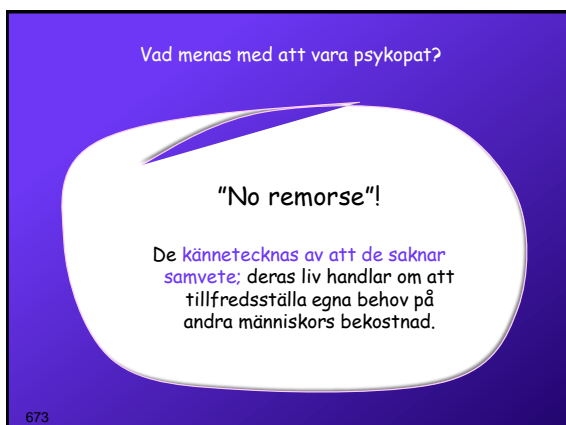 Vad menas med att vara psykopat?
”No remorse”!
De kännetecknas av att de saknar
samvete; deras liv handlar om att
tillfredsställa egna behov på
andra människors bekostnad.
673